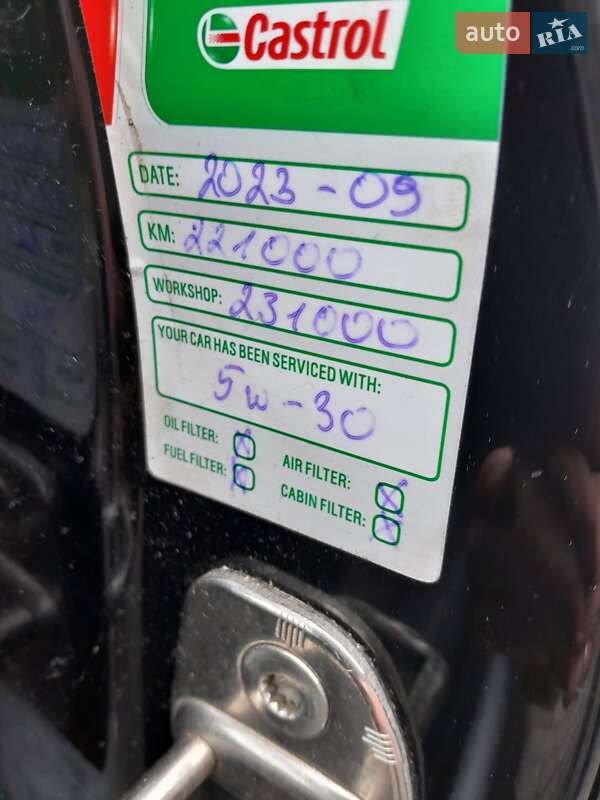 Castrol
auto RIA.com
DATE: 2023-09
KM: 221000
WORKSHOP: 231000
YOUR CAR HAS BEEN SERVICED WITH:
5w-30
OIL FILTER: AIR FILTER:
FUEL FILTER: CABIN FILTER: